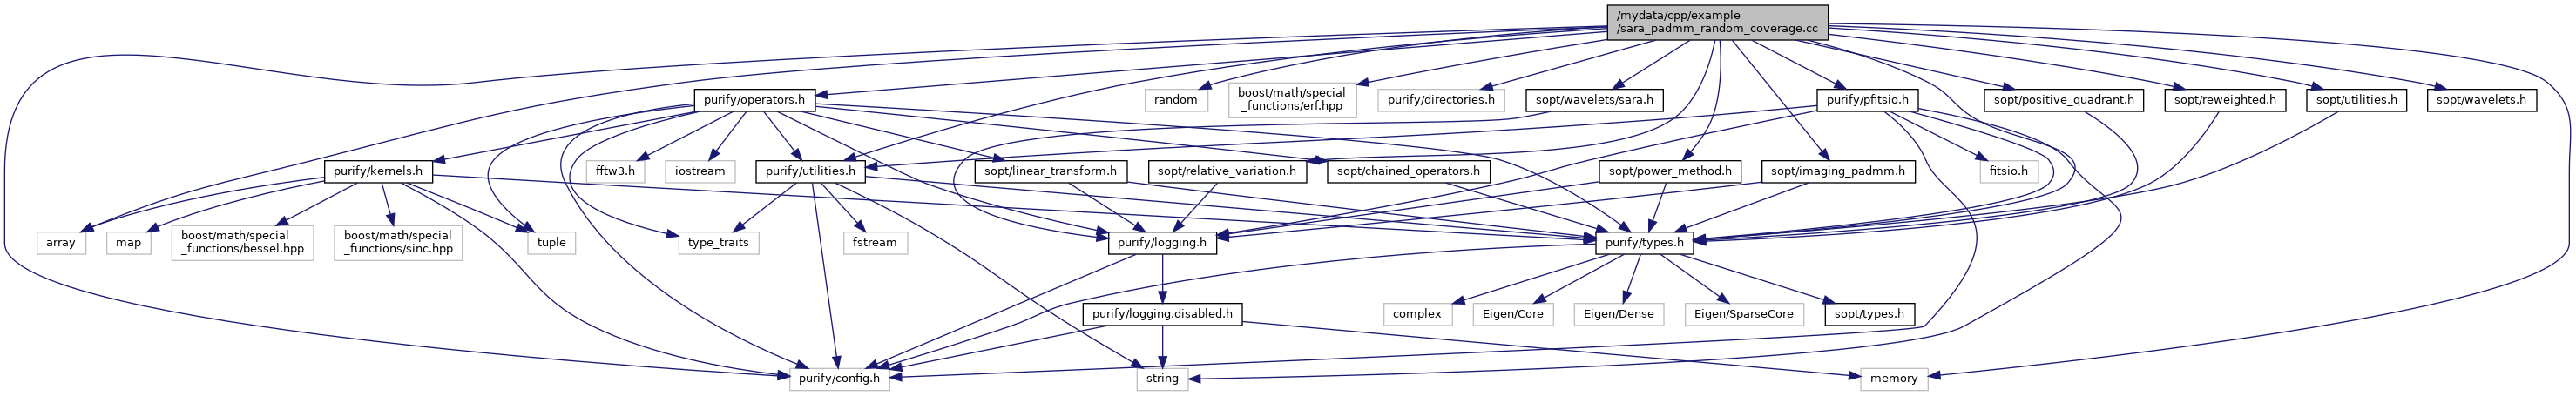 /mydata/cpp/example
/sara_padmm_random_coverage.cc
purify/operators.h
random
boost/math/special
_functions/erf.hpp
purify/directories.h
sopt/wavelets/sara.h
purify/pfitsio.h
sopt/positive_quadrant.h
sopt/reweighted.h
sopt/utilities.h
sopt/wavelets.h
purify/kernels.h
fftw3.h
iostream
purify/utilities.h
sopt/linear_transform.h
sopt/relative_variation.h
sopt/chained_operators.h
sopt/power_method.h
sopt/imaging_padmm.h
fitsio.h
array
map
boost/math/special
_functions/bessel.hpp
boost/math/special
_functions/sinc.hpp
tuple
type_traits
fstream
purify/logging.h
purify/types.h
purify/logging.disabled.h
complex
Eigen/Core
Eigen/Dense
Eigen/SparseCore
sopt/types.h
purify/config.h
string
memory